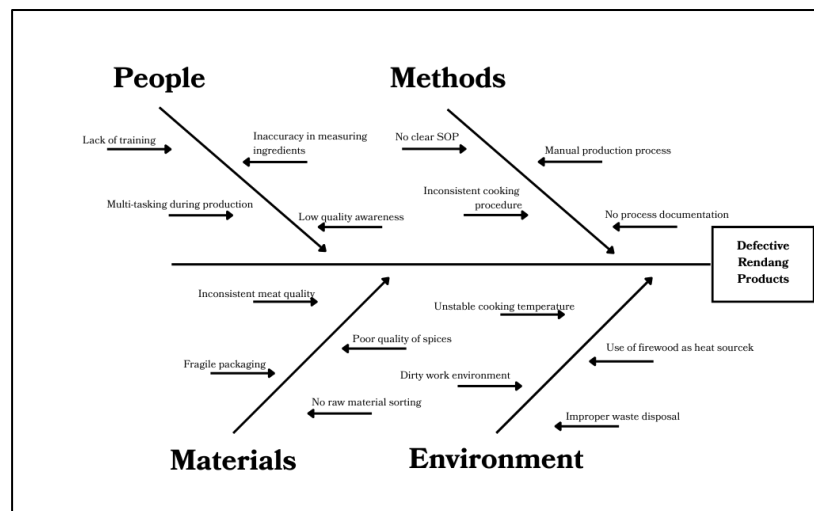 People
Methods
Lack of training
Inaccuracy in measuring
ingredients
No clear SOP
Manual production process
Multi-tasking during production
Low quality awareness
Inconsistent cooking
procedure
No process documentation
Defective
Rendang
Products
Inconsistent meat quality
Unstable cooking temperature
Poor quality of spices
Use of firewood as heat sourcek
Fragile packaging
Dirty work environment
No raw material sorting
Improper waste disposal
Materials
Environment